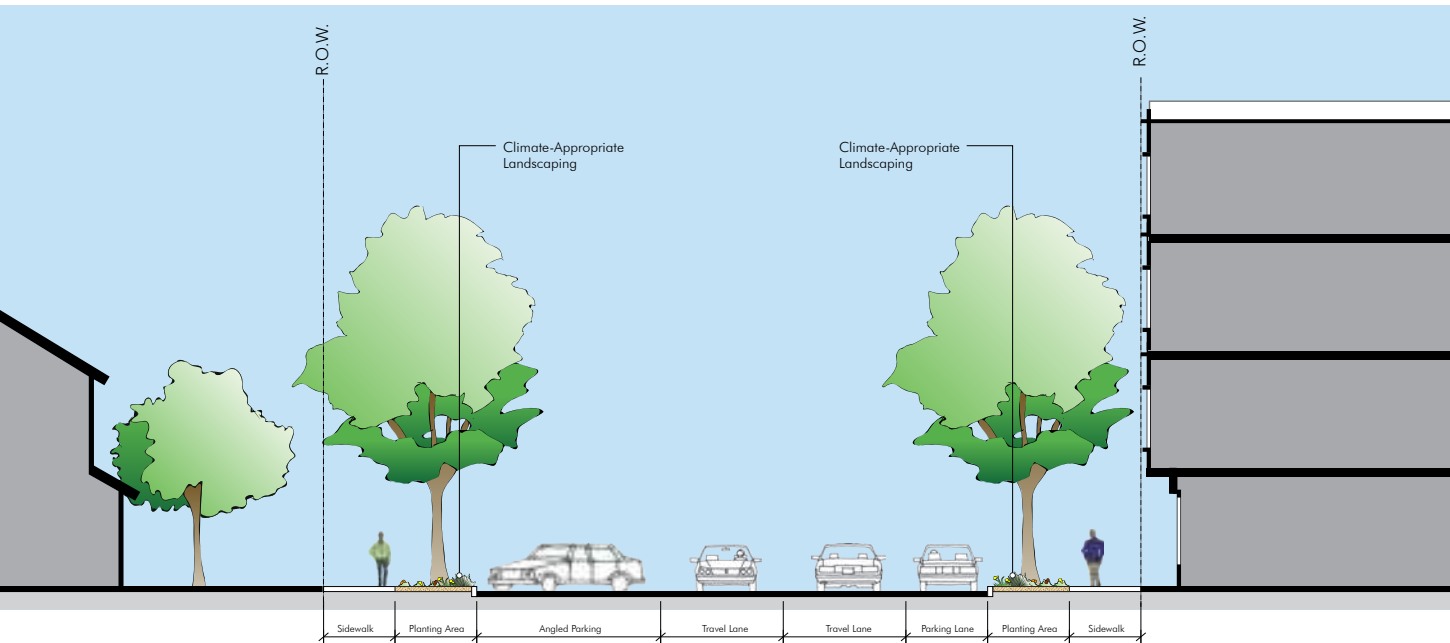 R.O.W.
R.O.W.
Climate-Appropriate
Landscaping
Climate-Appropriate
Landscaping
Sidewalk
Planting Area
Angled Parking
Travel Lane
Travel Lane
Parking Lane
Planting Area
Sidewalk